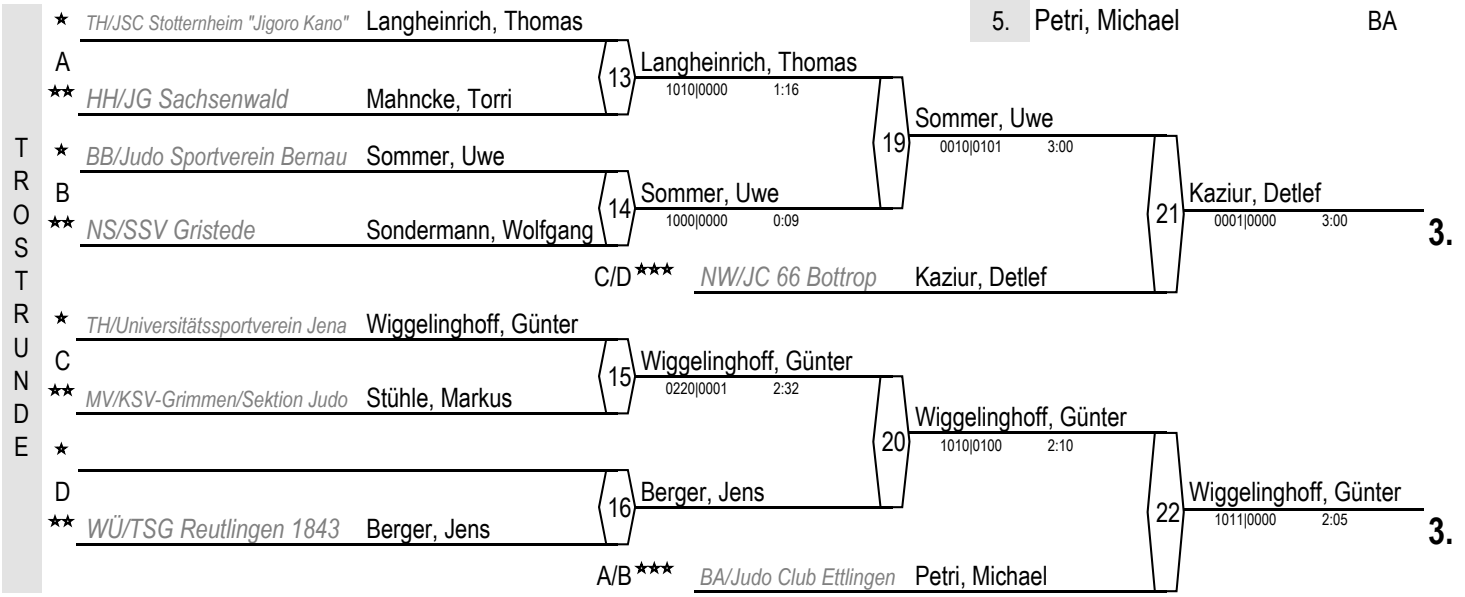 TROSTRUNDE
★ TH/JSC Stotternheim "Jigoro Kano" Langheinrich, Thomas
5. Petri, Michael BA
A
13 Langheinrich, Thomas
1010|0000 1:16
★★ HH/JG Sachsenwald Mahncke, Torri
19 Sommer, Uwe
0010|0101 3:00
★ BB/Judo Sportverein Bernau Sommer, Uwe
B
14 Sommer, Uwe
1000|0000 0:09
21 Kaziur, Detlef
0001|0000 3:00
3.
★★ NS/SSV Gristede Sondermann, Wolfgang
C/D ★★★ NW/JC 66 Bottrop Kaziur, Detlef
★ TH/Universitätssportverein Jena Wiggelinghoff, Günter
C
15 Wiggelinghoff, Günter
0220|0001 2:32
★★ MV/KSV-Grimmen/Sektion Judo Stühle, Markus
20 Wiggelinghoff, Günter
1010|0100 2:10
★
D
16 Berger, Jens
22 Wiggelinghoff, Günter
1011|0000 2:05
3.
★★ WÜ/TSG Reutlingen 1843 Berger, Jens
A/B ★★★ BA/Judo Club Ettlingen Petri, Michael